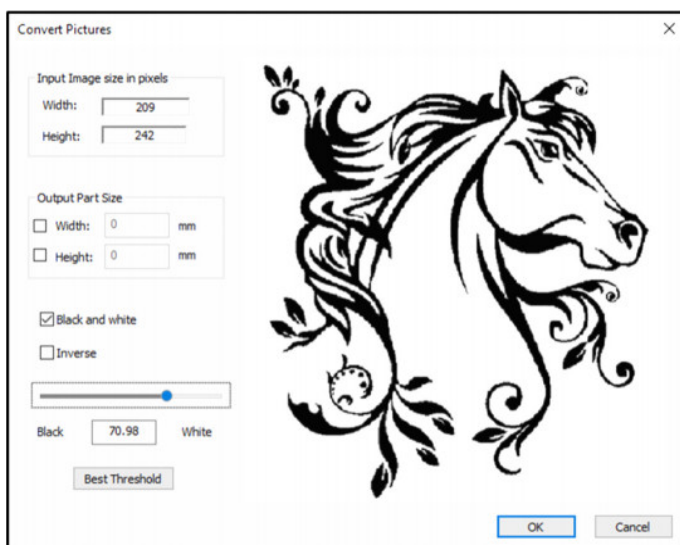 Convert Pictures
Input Image size in pixels
Width: 209
Height: 242
Output Part Size
Width: 0 mm
Height: 0 mm
Black and white
Inverse
Black 70.98 White
Best Threshold
OK Cancel